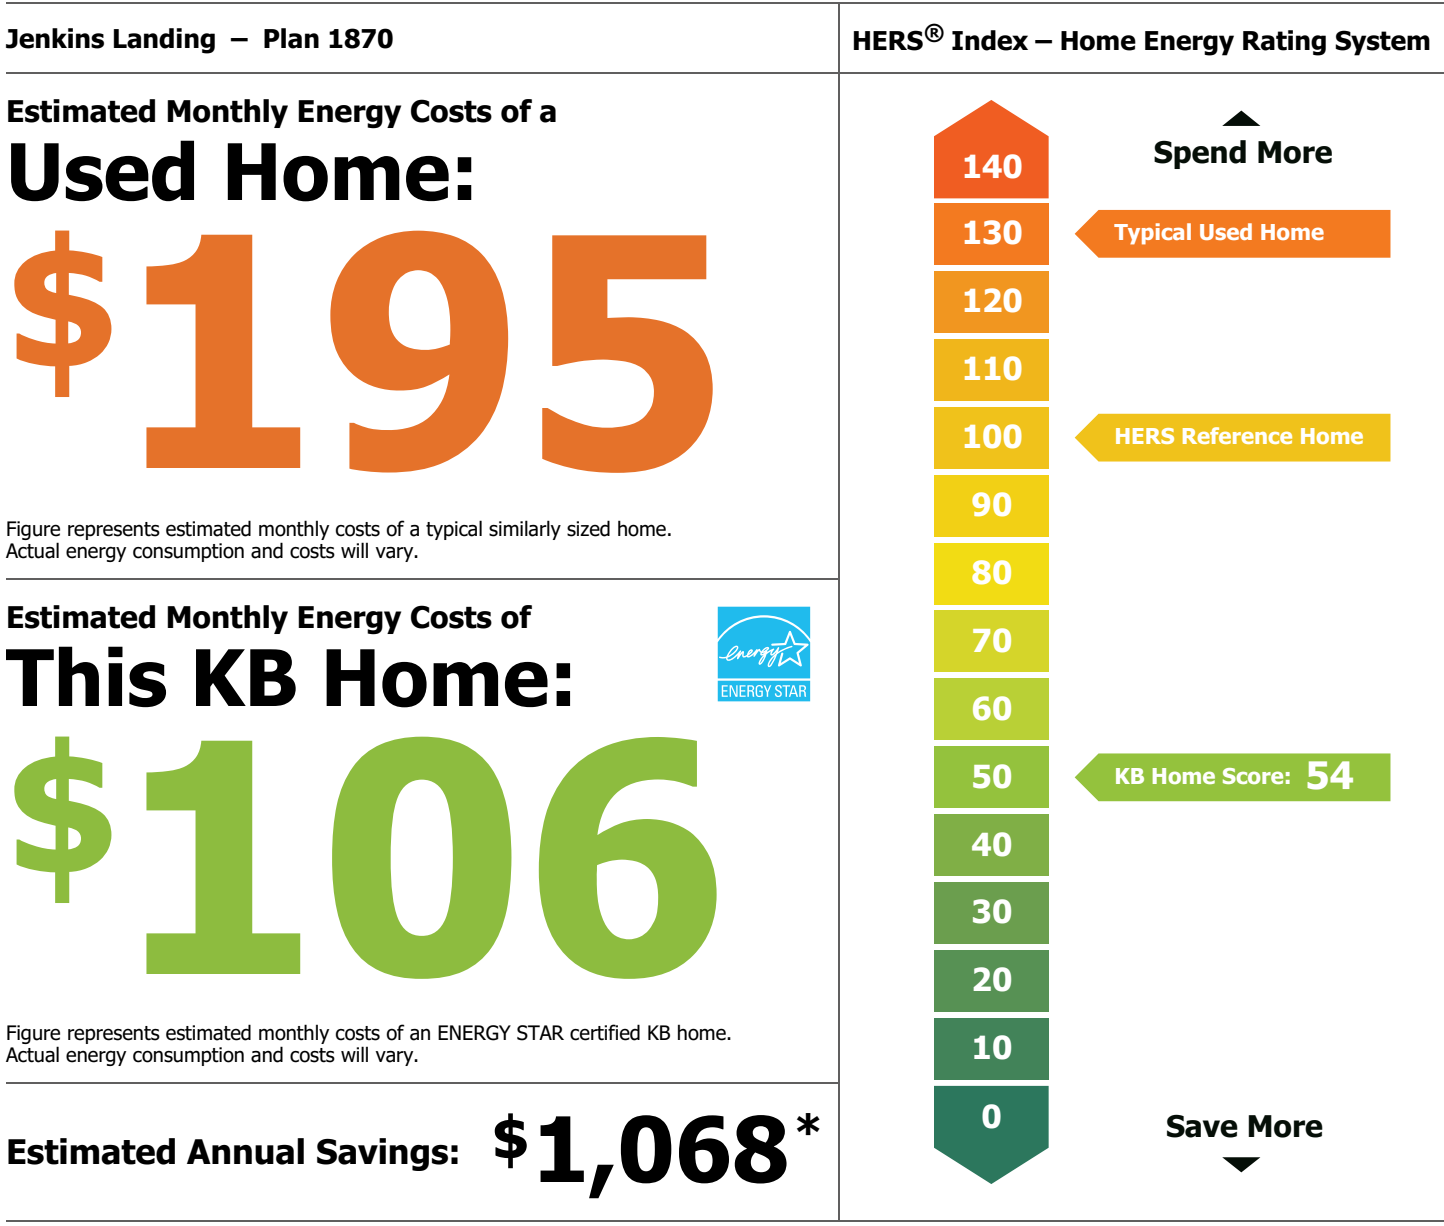 Jenkins Landing – Plan 1870
Estimated Monthly Energy Costs of a
Used Home:
$195
Figure represents estimated monthly costs of a typical similarly sized home.
Actual energy consumption and costs will vary.
Estimated Monthly Energy Costs of
This KB Home:
energy
ENERGY STAR
$106
Figure represents estimated monthly costs of an ENERGY STAR certified KB home.
Actual energy consumption and costs will vary.
Estimated Annual Savings: $1,068*
HERS® Index – Home Energy Rating System
Spend More
140
130
Typical Used Home
120
110
100
HERS Reference Home
90
80
70
60
50
KB Home Score: 54
40
30
20
10
0
Save More